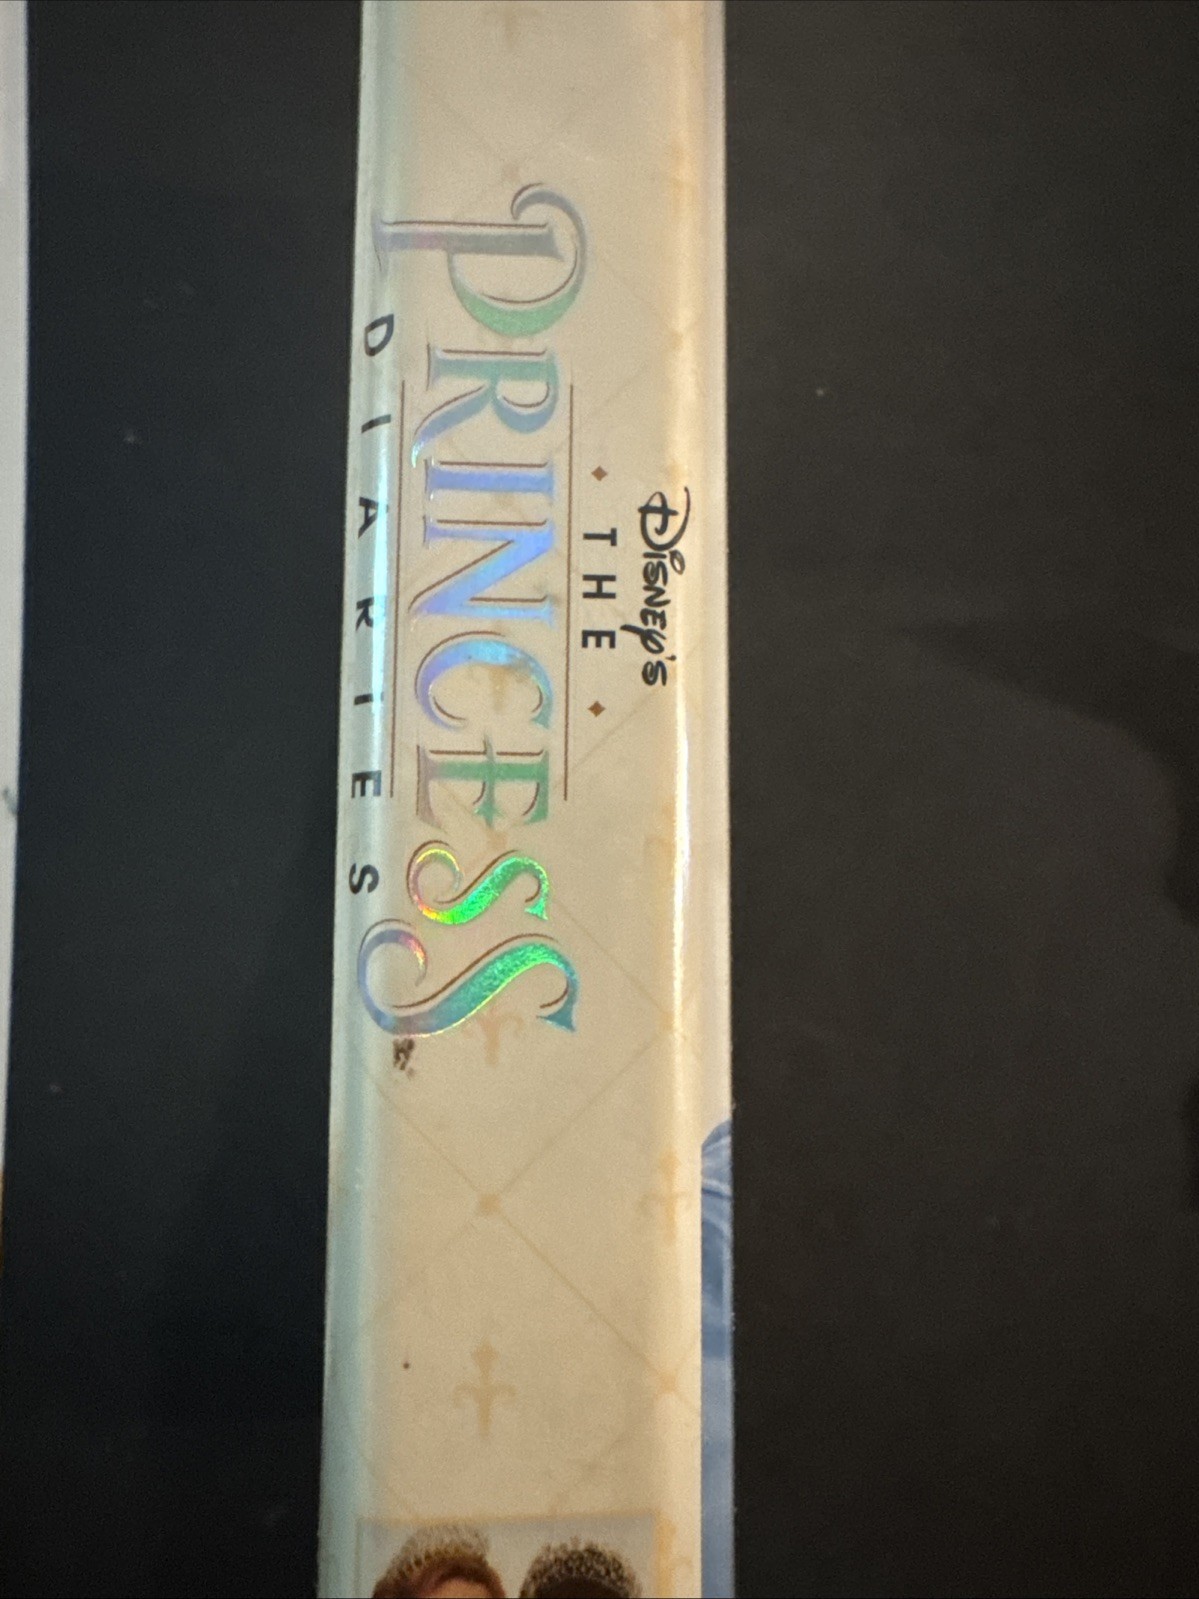 Disney's
THE
PRINCESS
DIARIES